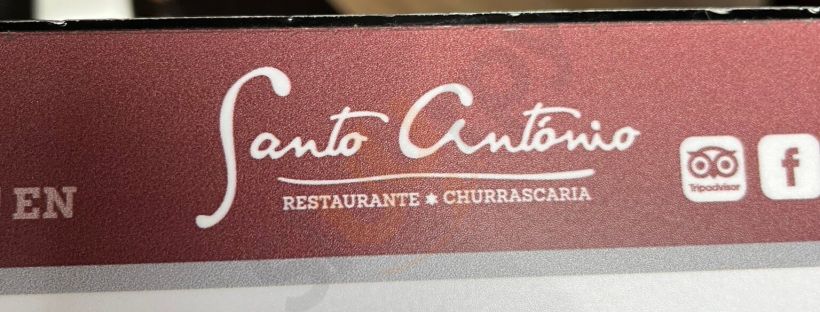 Santo António
RESTAURANTE * CHURRASCARIA
EN
Tripadvisor
f